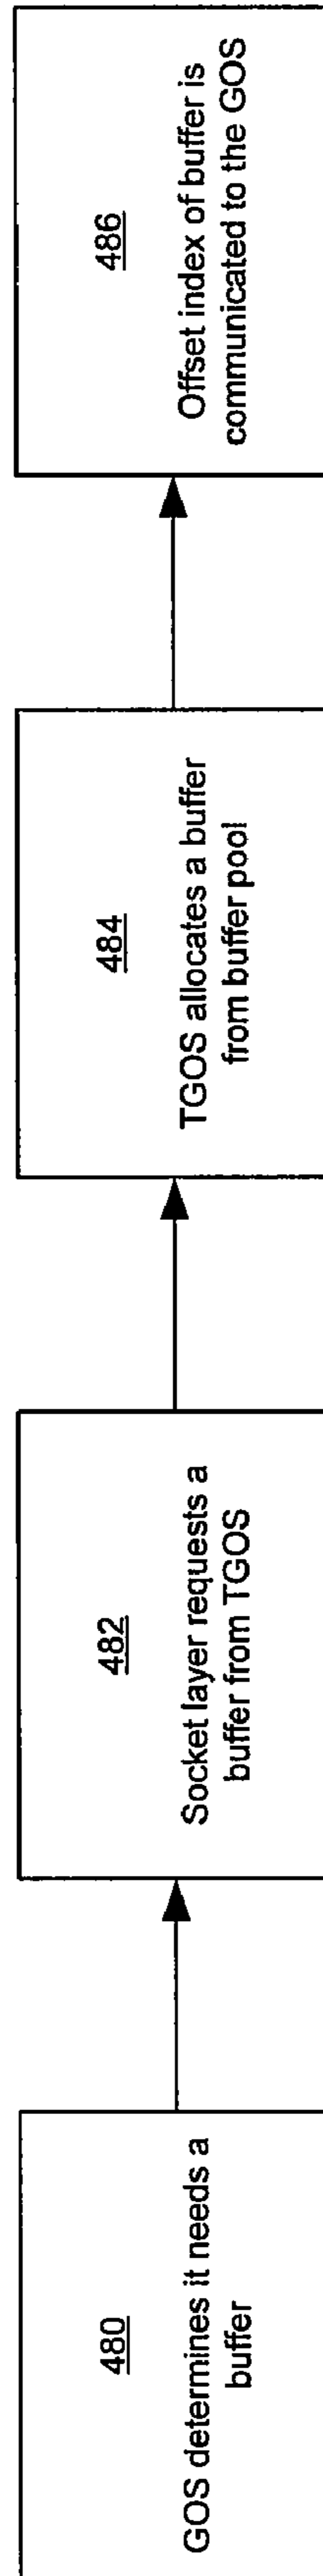 480
GOS determines it needs a
buffer
482
Socket layer requests a
buffer from TGOS
484
TGOS allocates a buffer
from buffer pool
486
Offset index of buffer is
communicated to the GOS